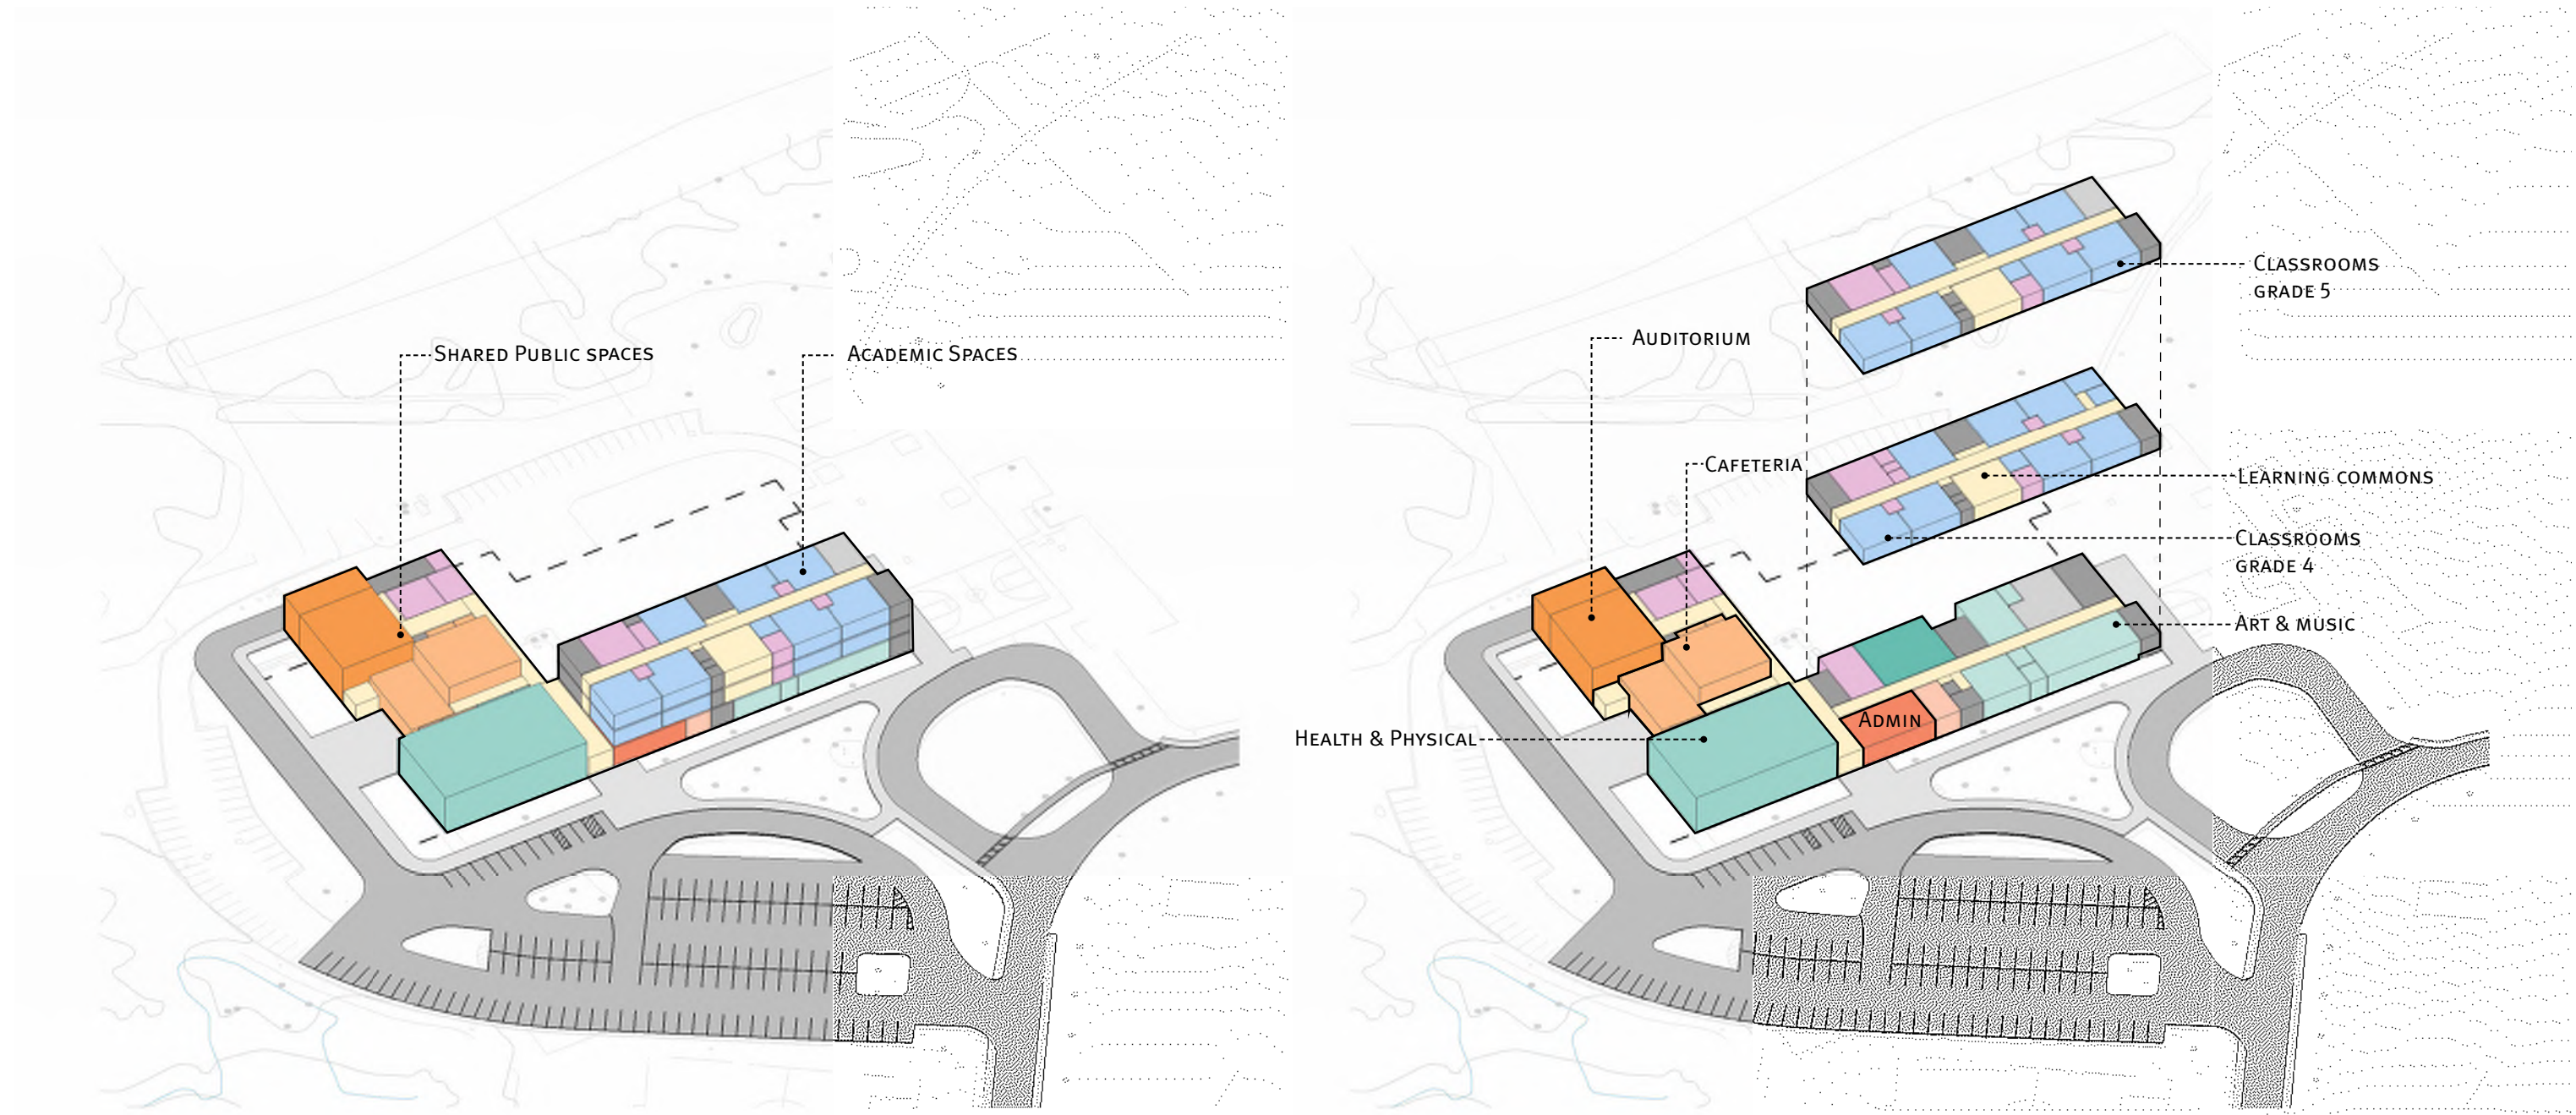 Shared Public spaces
Academic Spaces
Auditorium
Cafeteria
Health & Physical
Admin
Classrooms
grade 5
Learning commons
Classrooms
grade 4
Art & music